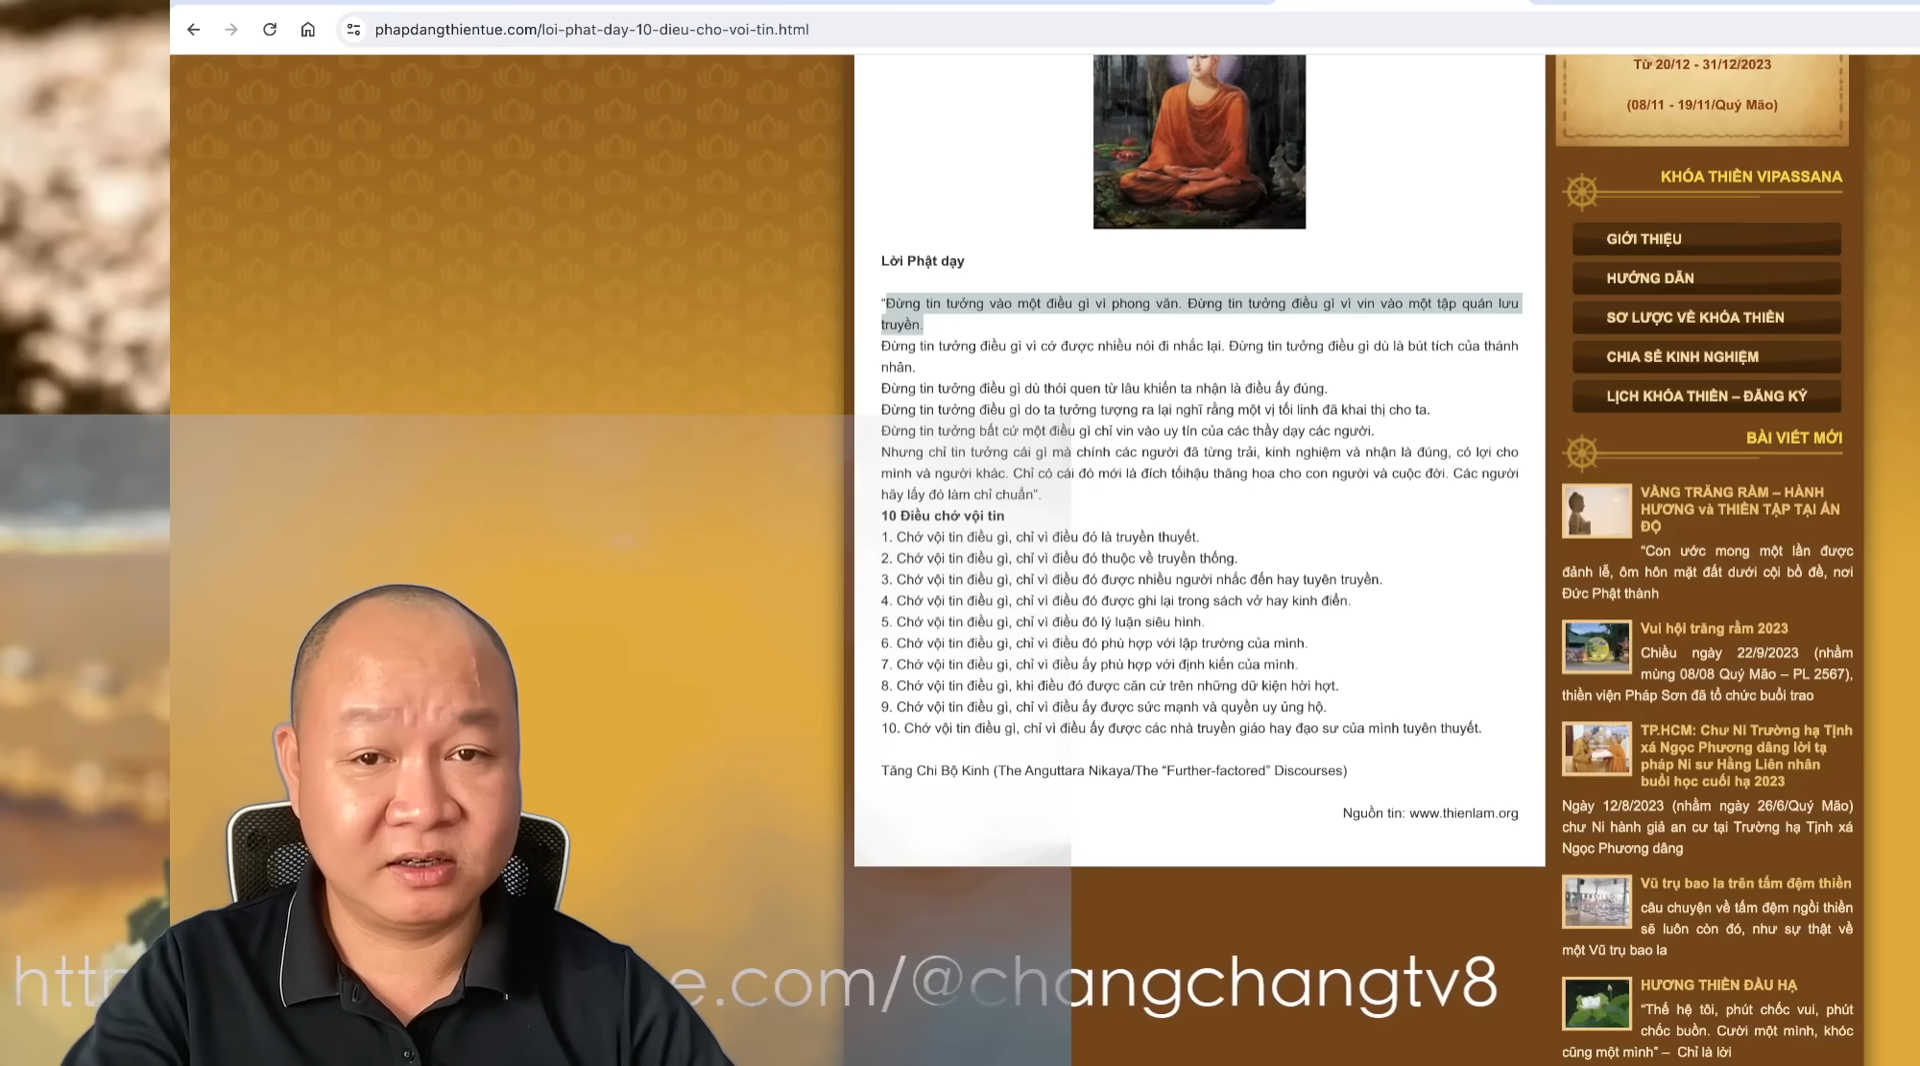 phapdangthientue.com/loi-phat-day-10-dieu-cho-voi-tin.html
Lời Phật dạy
"Đừng tin tưởng vào một điều gì vì phong văn. Đừng tin tưởng điều gì vì vin vào một tập quán lưu
truyền.
Đừng tin tưởng điều gì vì cớ được nhiều nói đi nhắc lại. Đừng tin tưởng điều gì dù là bút tích của thánh
nhân.
Đừng tin tưởng điều gì dù thói quen từ lâu khiến ta nhận là điều ấy đúng.
Đừng tin tưởng điều gì do ta tưởng tượng ra lại nghĩ rằng một vị tối linh đã khai thị cho ta.
Đừng tin tưởng bất cứ một điều gì chỉ vin vào uy tín của các thầy dạy các người.
Nhưng chỉ tin tưởng cái gì mà chính các người đã từng trải, kinh nghiệm và nhận là đúng, có lợi cho
mình và người khác. Chỉ có cái đó mới là đích tốihậu thăng hoa cho con người và cuộc đời. Các người
hãy lấy đó làm chỉ chuẩn".
10 Điều chớ vội tin
1. Chớ vội tin điều gì, chỉ vì điều đó là truyền thuyết.
2. Chớ vội tin điều gì, chỉ vì điều đó thuộc về truyền thống.
3. Chớ vội tin điều gì, chỉ vì điều đó được nhiều người nhắc đến hay tuyên truyền.
4. Chớ vội tin điều gì, chỉ vì điều đó được ghi lại trong sách vở hay kinh điển.
5. Chớ vội tin điều gì, chỉ vì điều đó lý luận siêu hình.
6. Chớ vội tin điều gì, chỉ vì điều đó phù hợp với lập trường của mình.
7. Chớ vội tin điều gì, chỉ vì điều ấy phù hợp với định kiến của mình.
8. Chớ vội tin điều gì, khi điều đó được căn cứ trên những dữ kiện hời hợt.
9. Chớ vội tin điều gì, chỉ vì điều ấy được sức mạnh và quyền uy ủng hộ.
10. Chớ vội tin điều gì, chỉ vì điều ấy được các nhà truyền giáo hay đạo sư của mình tuyên thuyết.
Tăng Chi Bộ Kinh (The Anguttara Nikaya/The "Further-factored" Discourses)
Nguồn tin: www.thienlam.org
Từ 20/12 - 31/12/2023
(08/11 - 19/11/Quý Mão)
KHÓA THIỀN VIPASSANA
GIỚI THIỆU
HƯỚNG DẪN
SƠ LƯỢC VỀ KHÓA THIỀN
CHIA SẺ KINH NGHIỆM
LỊCH KHÓA THIỀN – ĐĂNG KÝ
BÀI VIẾT MỚI
VẦNG TRĂNG RẰM – HÀNH
HƯƠNG và THIỀN TẬP TẠI ẤN
ĐỘ
"Con ước mong một lần được
đảnh lễ, ôm hôn mặt đất dưới cội bồ đề, nơi
Đức Phật thành
Vui hội trăng rằm 2023
Chiều ngày 22/9/2023 (nhằm
mùng 08/08 Quý Mão – PL 2567),
thiền viện Pháp Sơn đã tổ chức buổi trao
TP.HCM: Chư Ni Trường hạ Tịnh
xá Ngọc Phương dâng lời tạ
pháp Ni sư Hằng Liên nhân
buổi học cuối hạ 2023
Ngày 12/8/2023 (nhằm ngày 26/6/Quý Mão)
chư Ni hành giả an cư tại Trường hạ Tịnh xá
Ngọc Phương dâng
Vũ trụ bao la trên tấm đệm thiền
câu chuyện về tấm đệm ngồi thiền
sẽ luôn còn đó, như sự thật về
một Vũ trụ bao la
HƯƠNG THIỀN ĐẦU HẠ
"Thế hệ tôi, phút chốc vui, phút
chốc buồn. Cười một mình, khóc
cũng một mình" – Chỉ là lời
htt e.com/@changchangtv8